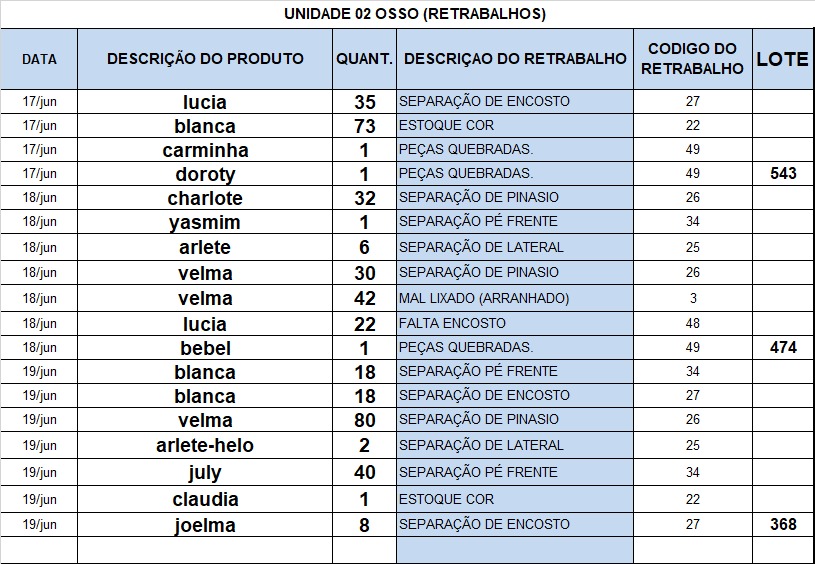 UNIDADE 02 OSSO (RETRABALHOS)
DATA DESCRIÇÃO DO PRODUTO QUANT. DESCRIÇAO DO RETRABALHO CODIGO DO RETRABALHO LOTE
17/jun lucia 35 SEPARAÇÃO DE ENCOSTO 27
17/jun blanca 73 ESTOQUE COR 22
17/jun carminha 1 PEÇAS QUEBRADAS. 49
17/jun doroty 1 PEÇAS QUEBRADAS. 49 543
18/jun charlote 32 SEPARAÇÃO DE PINASIO 26
18/jun yasmim 1 SEPARAÇÃO PÉ FRENTE 34
18/jun arlete 6 SEPARAÇÃO DE LATERAL 25
18/jun velma 30 SEPARAÇÃO DE PINASIO 26
18/jun velma 42 MAL LIXADO (ARRANHADO) 3
18/jun lucia 22 FALTA ENCOSTO 48
18/jun bebel 1 PEÇAS QUEBRADAS. 49 474
19/jun blanca 18 SEPARAÇÃO PÉ FRENTE 34
19/jun blanca 18 SEPARAÇÃO DE ENCOSTO 27
19/jun velma 80 SEPARAÇÃO DE PINASIO 26
19/jun arlete-helo 2 SEPARAÇÃO DE LATERAL 25
19/jun july 40 SEPARAÇÃO PÉ FRENTE 34
19/jun claudia 1 ESTOQUE COR 22
19/jun joelma 8 SEPARAÇÃO DE ENCOSTO 27 368